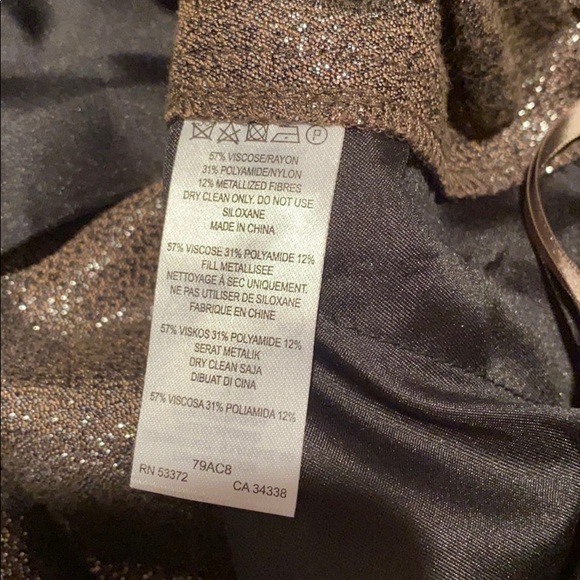 P
57% VISCOSE/RAYON
31% POLYAMIDE/NYLON
12% METALLIZED FIBRES
DRY CLEAN ONLY. DO NOT USE
SILOXANE
MADE IN CHINA
57% VISCOSE 31% POLYAMIDE 12%
FILL METALLISEE
NETTOYAGE À SEC UNIQUEMENT.
NE PAS UTILISER DE SILOXANE
FABRIQUE EN CHINE
57% VISKOS 31% POLYAMIDE 12%
SERAT METALIK
DRY CLEAN SAJA
DIBUAT DI CINA
57% VISCOSA 31% POLIAMIDA 12%
79AC8
RN 53372 CA 34338